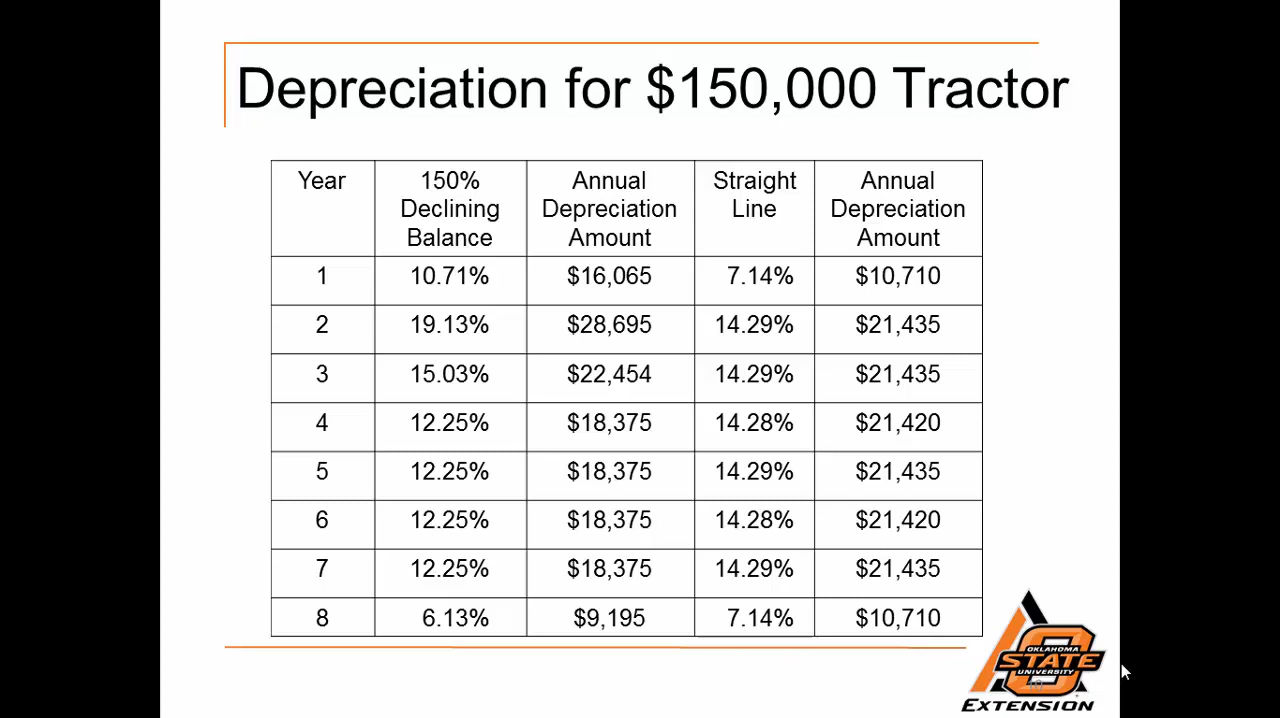 Depreciation for $150,000 Tractor
Year 150% Declining Balance Annual Depreciation Amount Straight Line Annual Depreciation Amount
1 10.71% $16,065 7.14% $10,710
2 19.13% $28,695 14.29% $21,435
3 15.03% $22,454 14.29% $21,435
4 12.25% $18,375 14.28% $21,420
5 12.25% $18,375 14.29% $21,435
6 12.25% $18,375 14.28% $21,420
7 12.25% $18,375 14.29% $21,435
8 6.13% $9,195 7.14% $10,710
OKLAHOMA
STATE
UNIVERSITY
EXTENSION